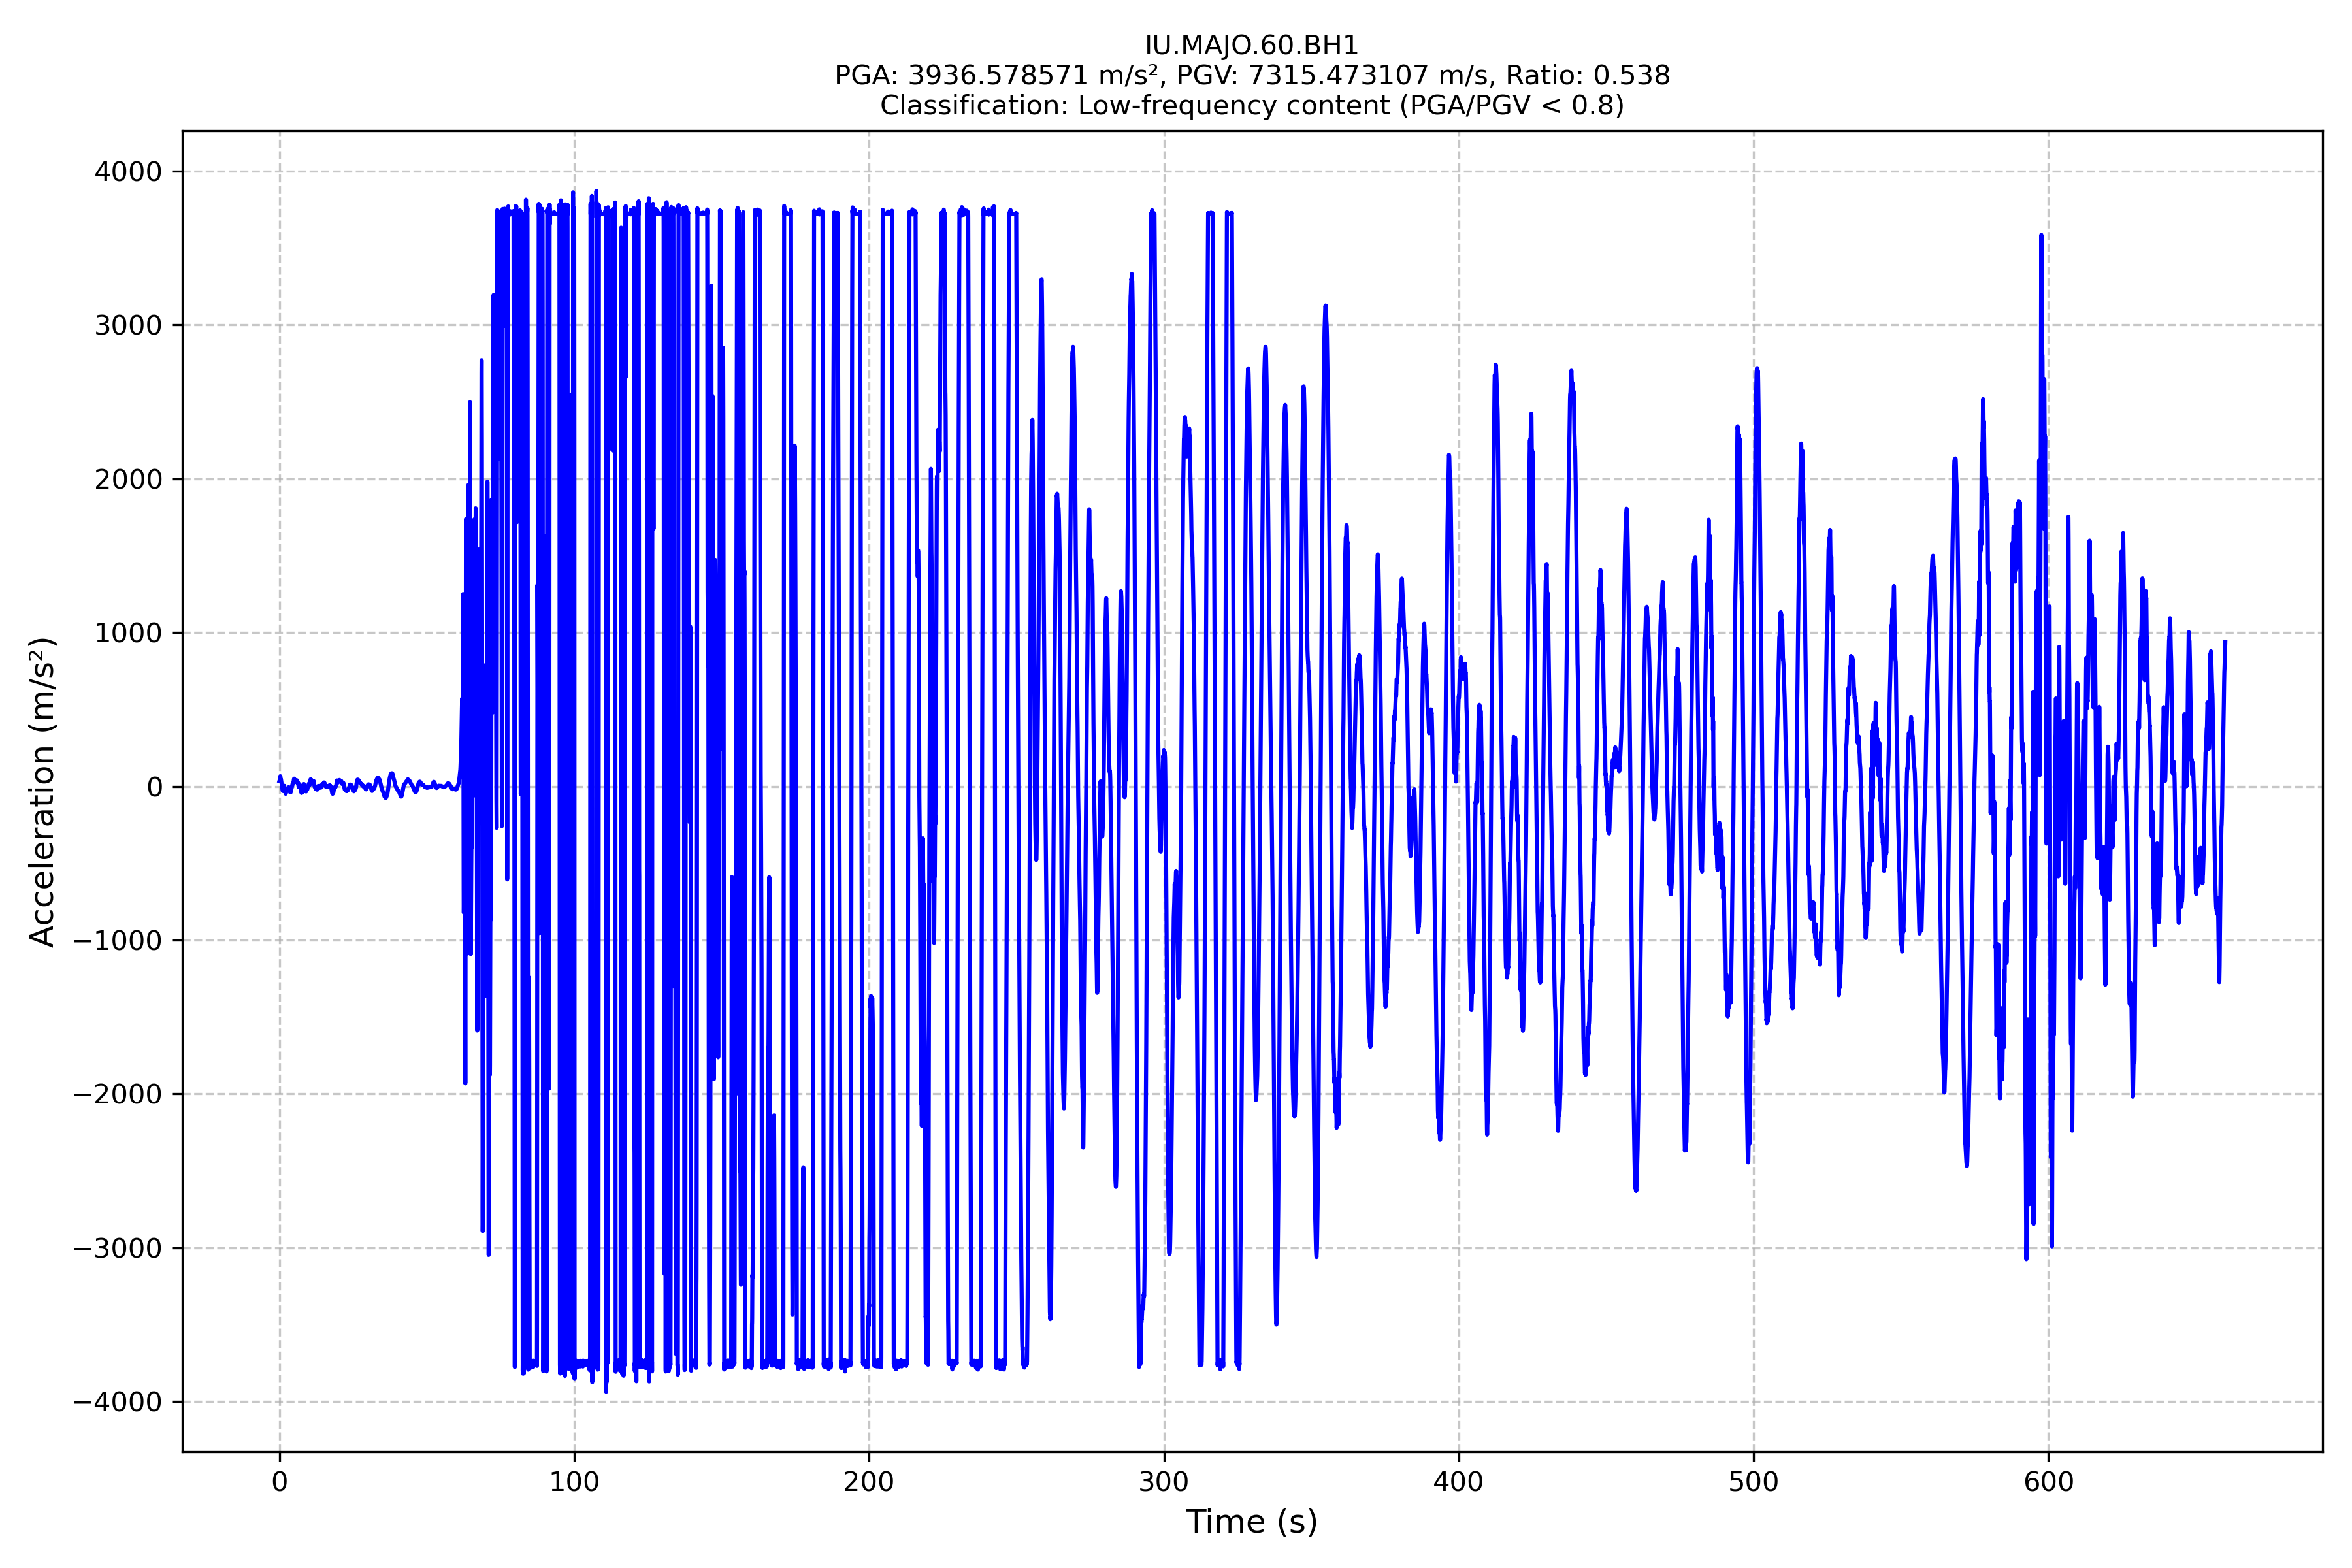 IU.MAJO.60.BH1
PGA: 3936.578571 m/s², PGV: 7315.473107 m/s, Ratio: 0.538
Classification: Low-frequency content (PGA/PGV < 0.8)
4000
3000
2000
1000
0
−1000
−2000
−3000
−4000
Acceleration (m/s²)
0 100 200 300 400 500 600
Time (s)